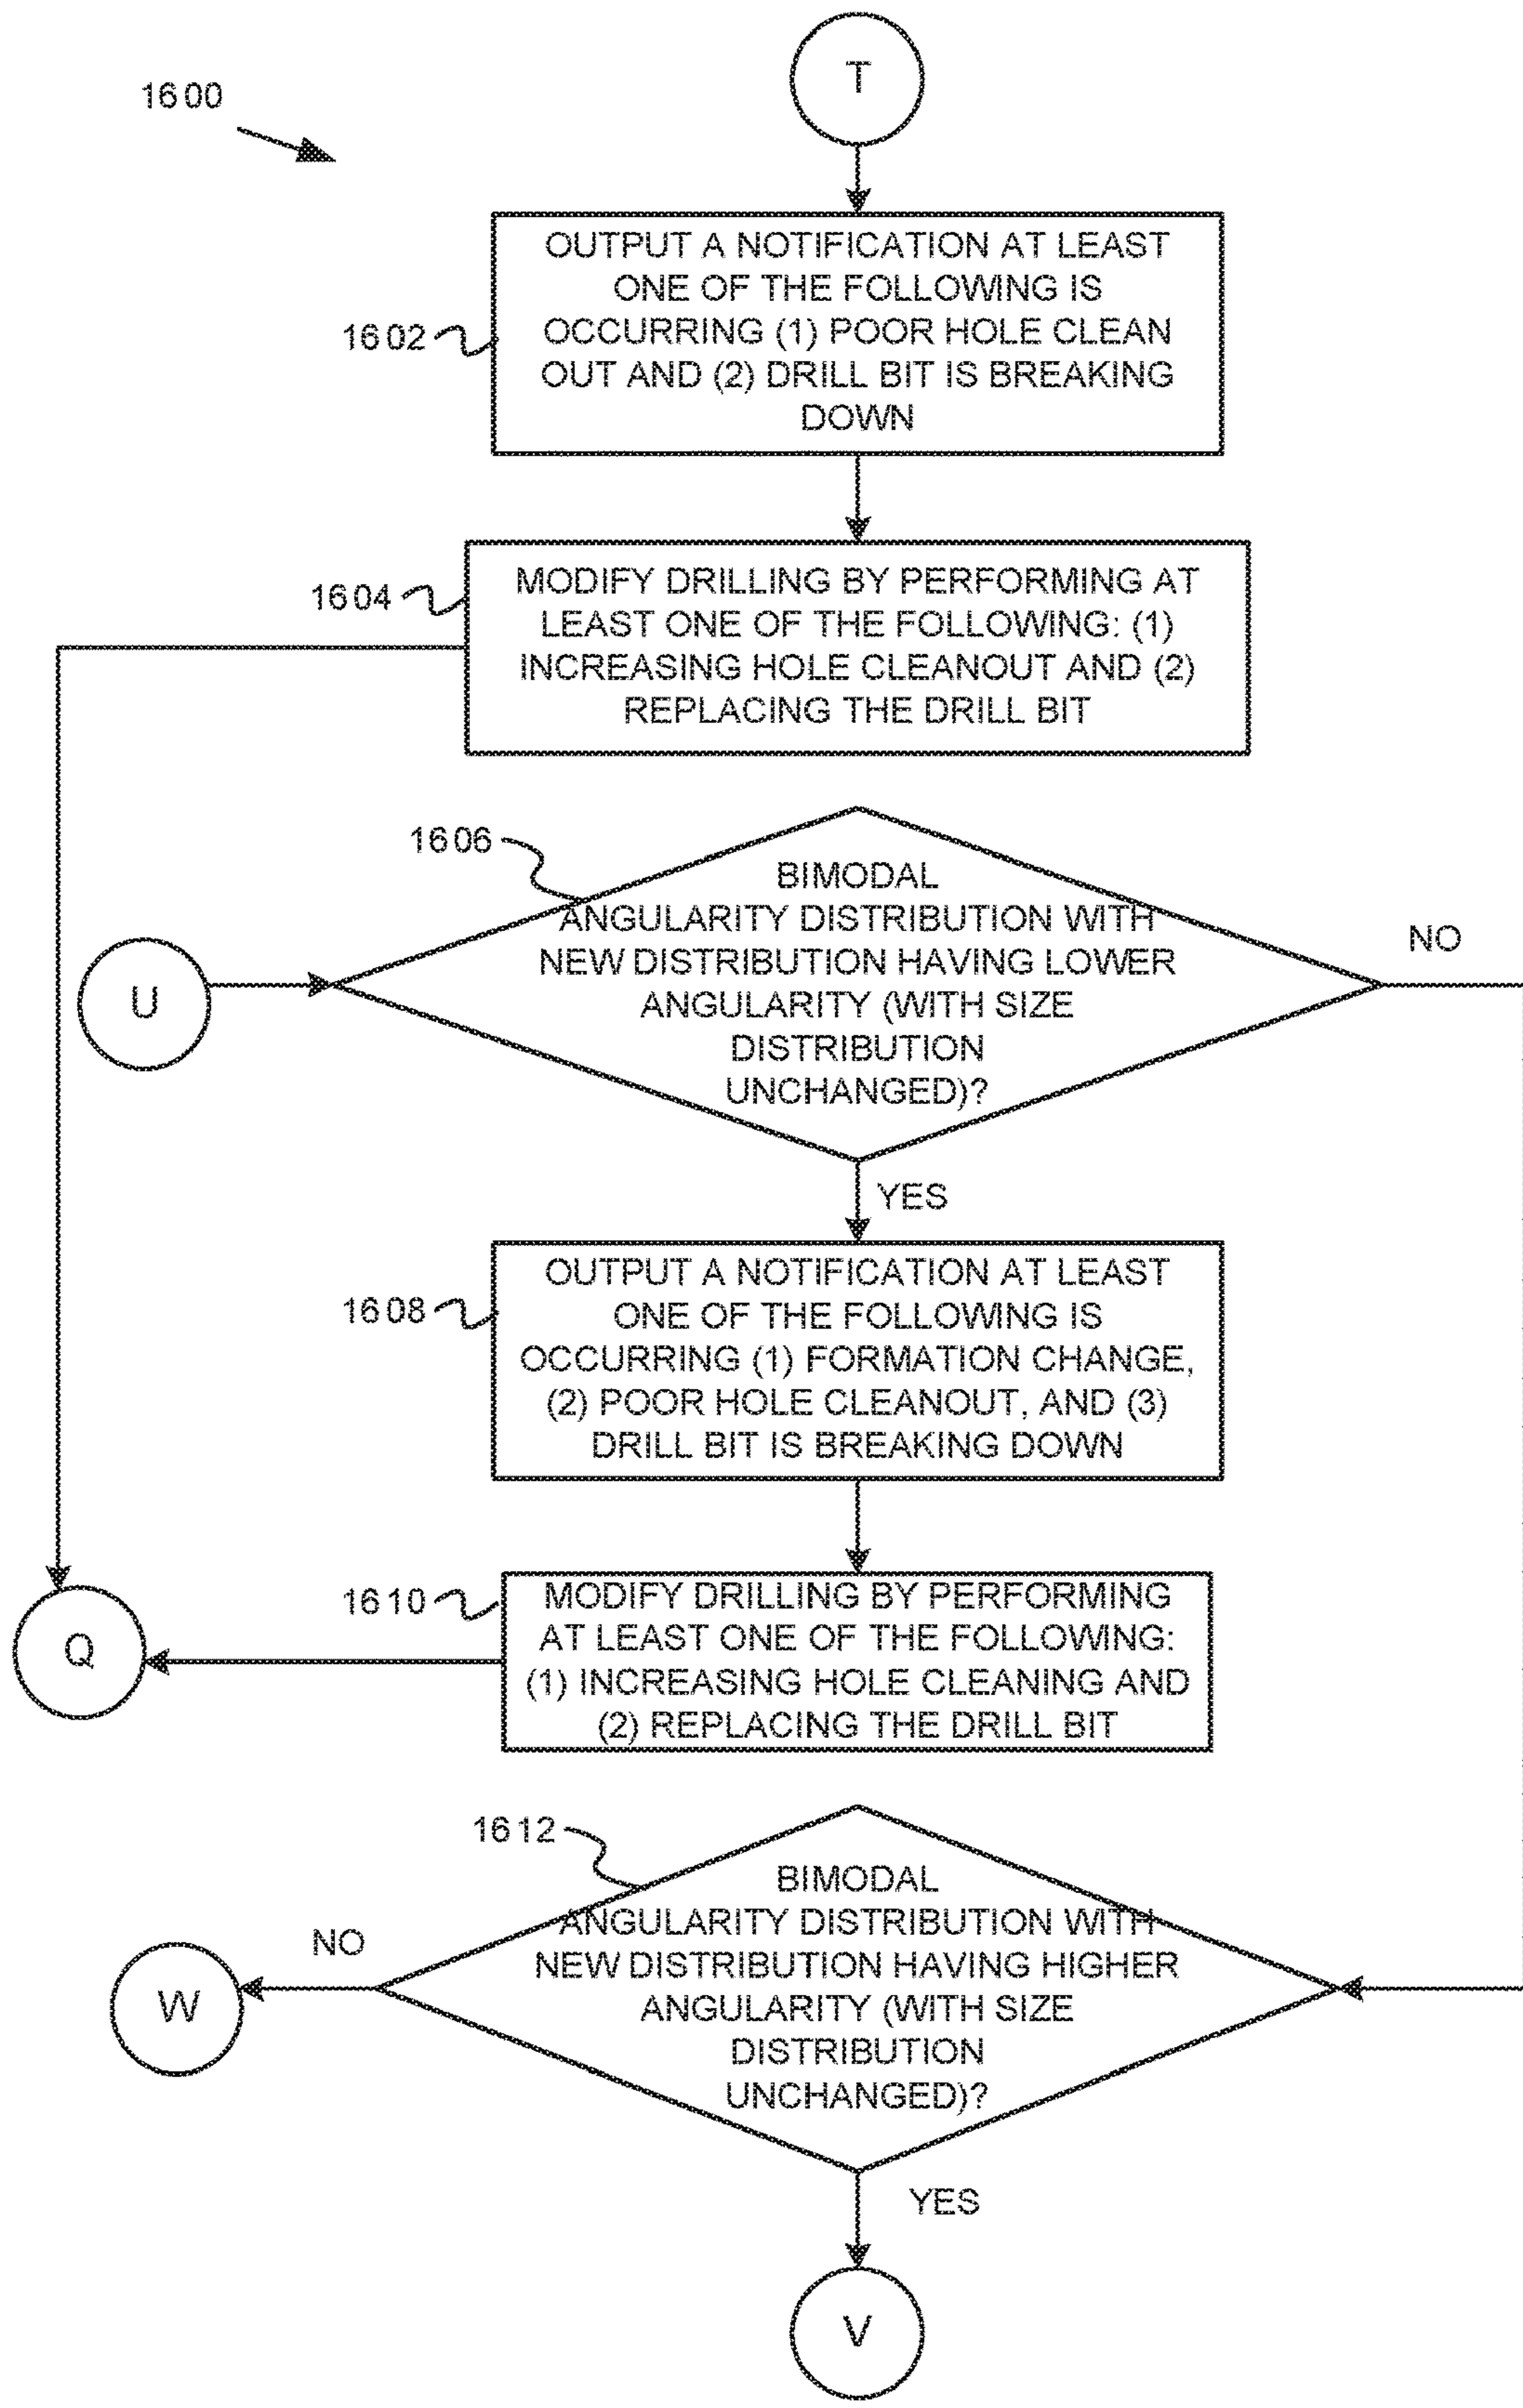 T
1600
OUTPUT A NOTIFICATION AT LEAST
ONE OF THE FOLLOWING IS
OCCURRING (1) POOR HOLE CLEAN
OUT AND (2) DRILL BIT IS BREAKING
DOWN
1602
MODIFY DRILLING BY PERFORMING AT
LEAST ONE OF THE FOLLOWING: (1)
INCREASING HOLE CLEANOUT AND (2)
REPLACING THE DRILL BIT
1604
1606
BIMODAL
ANGULARITY DISTRIBUTION WITH
NEW DISTRIBUTION HAVING LOWER
ANGULARITY (WITH SIZE
DISTRIBUTION
UNCHANGED)?
NO
U
YES
OUTPUT A NOTIFICATION AT LEAST
ONE OF THE FOLLOWING IS
OCCURRING (1) FORMATION CHANGE,
(2) POOR HOLE CLEANOUT, AND (3)
DRILL BIT IS BREAKING DOWN
1608
MODIFY DRILLING BY PERFORMING
AT LEAST ONE OF THE FOLLOWING:
(1) INCREASING HOLE CLEANING AND
(2) REPLACING THE DRILL BIT
1610
Q
1612
BIMODAL
ANGULARITY DISTRIBUTION WITH
NEW DISTRIBUTION HAVING HIGHER
ANGULARITY (WITH SIZE
DISTRIBUTION
UNCHANGED)?
NO
W
YES
V